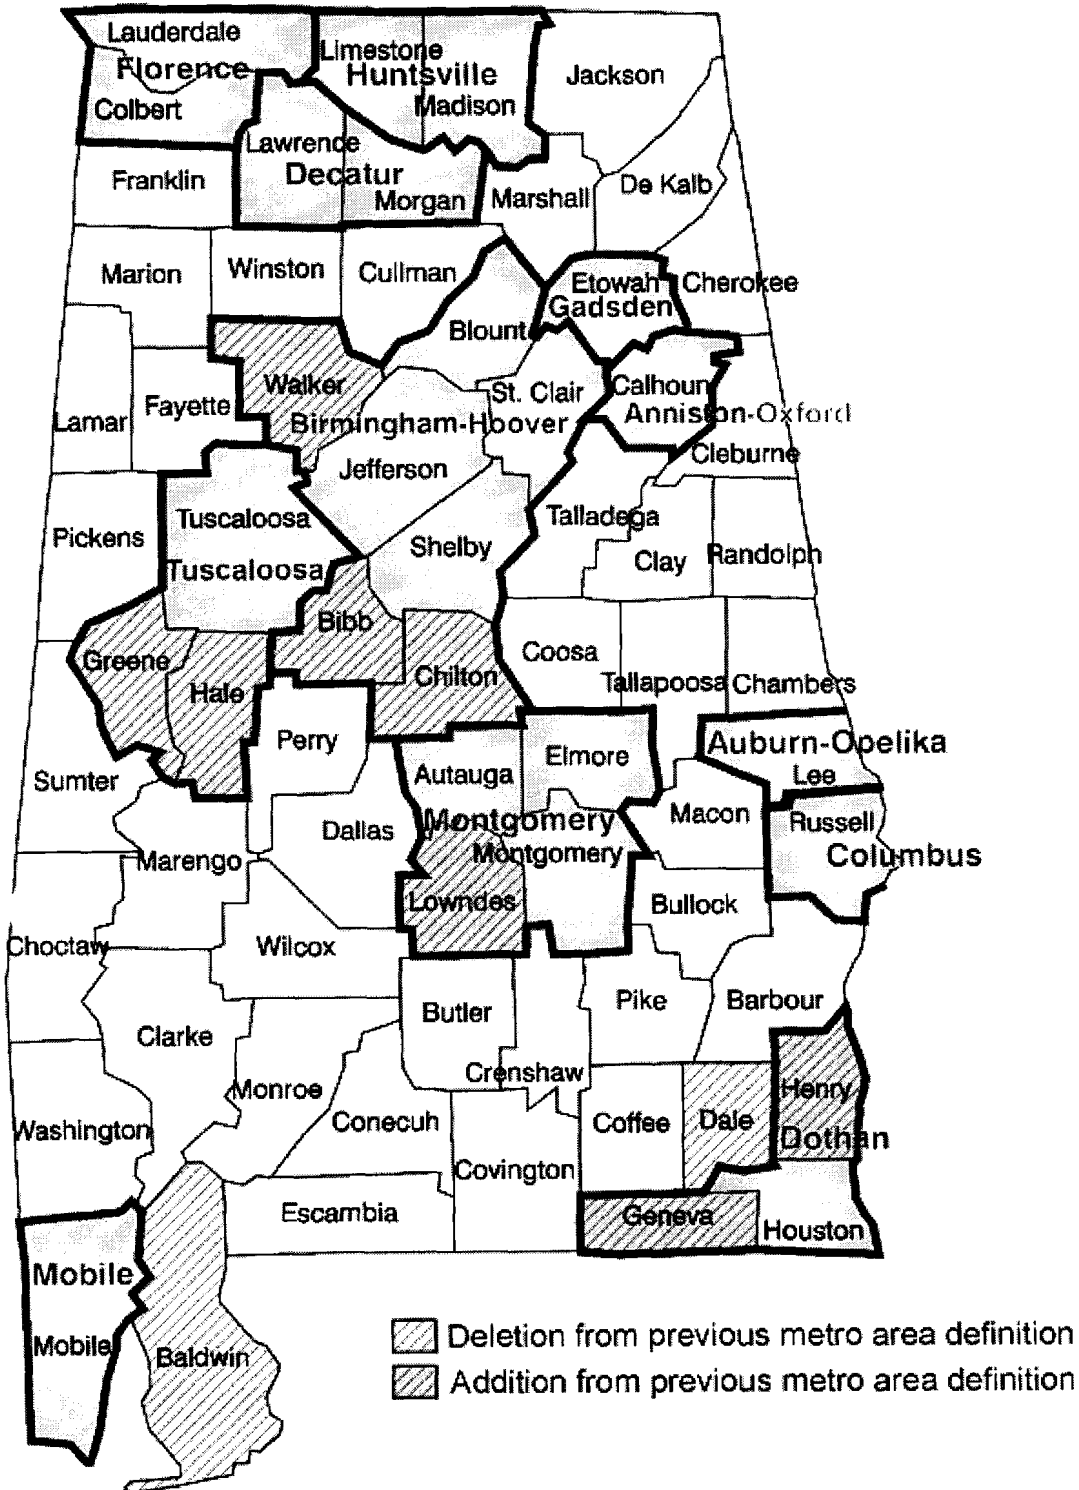 Lauderdale
Florence
Colbert
Limestone
Huntsville
Madison
Jackson
Lawrence
Decatur
Morgan
Franklin
Marshall
De Kalb
Marion
Winston
Cullman
Blount
Etowah
Gadsden
Cherokee
Walker
St. Clair
Calhoun
Anniston-Oxford
Lamar
Fayette
Birmingham-Hoover
Cleburne
Jefferson
Pickens
Tuscaloosa
Tuscaloosa
Shelby
Talladega
Clay
Randolph
Greene
Hale
Bibb
Chilton
Coosa
Tallapoosa
Chambers
Sumter
Perry
Autauga
Elmore
Auburn-Opelika
Lee
Dallas
Montgomery
Montgomery
Macon
Russell
Columbus
Marengo
Lowndes
Bullock
Choctaw
Wilcox
Butler
Pike
Barbour
Clarke
Monroe
Crenshaw
Henry
Washington
Conecuh
Coffee
Dale
Dothan
Covington
Escambia
Geneva
Houston
Mobile
Mobile
Baldwin
Deletion from previous metro area definition
Addition from previous metro area definition